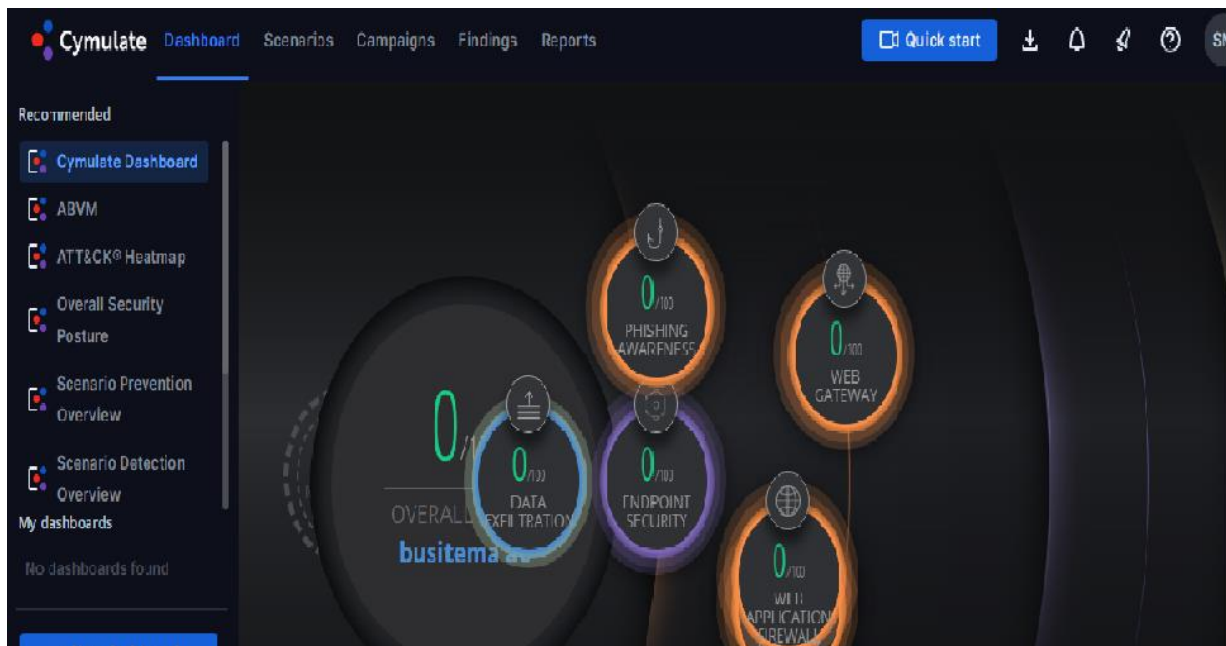 Cymulate
Dashboard
Scenarios
Campaigns
Findings
Reports
Quick start
Recommended
Cymulate Dashboard
ABVM
ATT&CK® Heatmap
Overall Security
Posture
Scenario Prevention
Overview
Scenario Detection
Overview
My dashboards
No dashboards found
0/100
PHISHING
AWARENESS
0/100
WEB
GATEWAY
0
OVERALL
busitema
0/100
DATA
EXFILTRATION
0/100
ENDPOINT
SECURITY
0/100
WEB
APPLICATION
FIREWALL